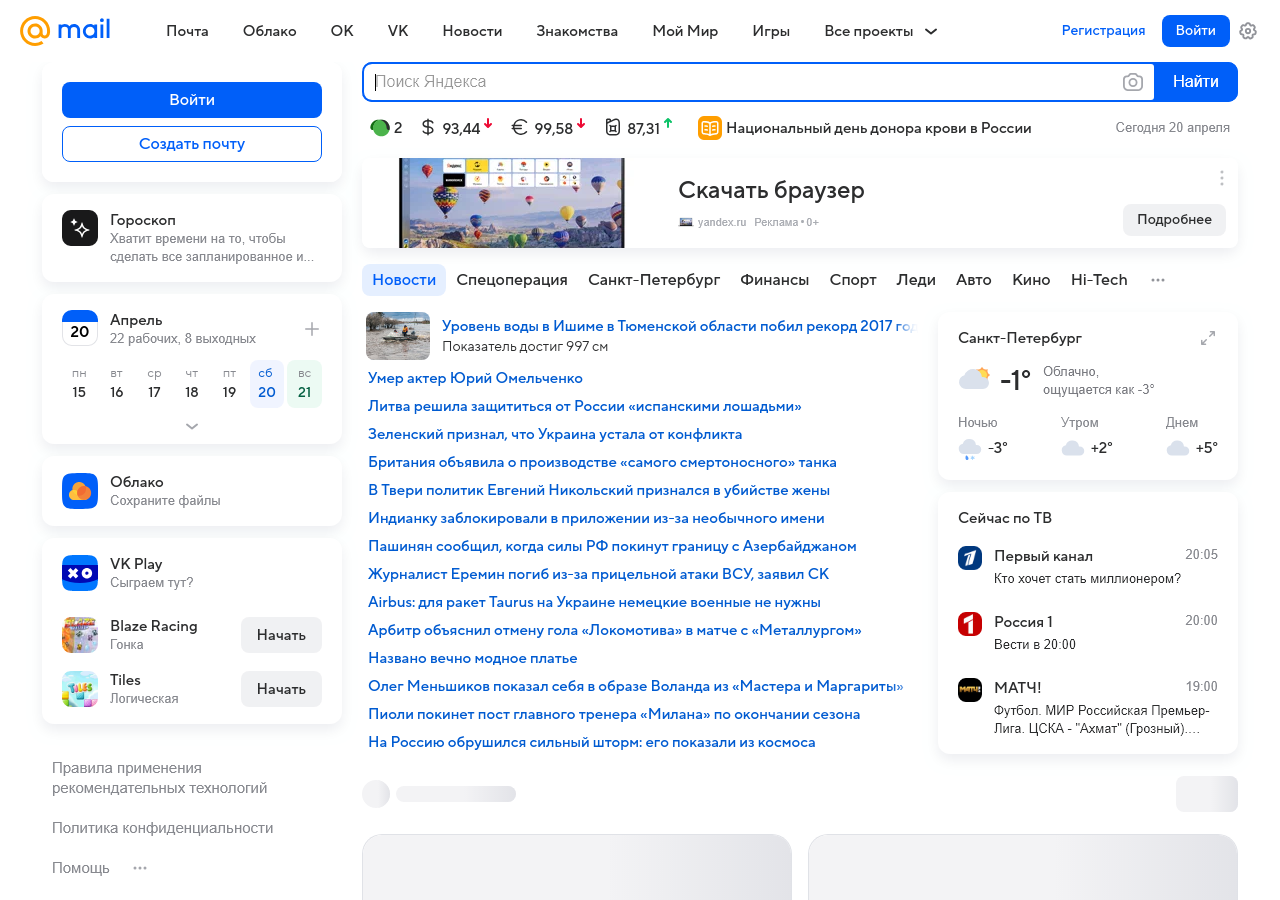 mail
Почта
Облако
OK
VK
Новости
Знакомства
Мой Мир
Игры
Все проекты
Регистрация
Войти
Войти
Создать почту
Поиск Яндекса
Найти
2
$ 93,44
€ 99,58
87,31
Национальный день донора крови в России
Сегодня 20 апреля
Скачать браузер
yandex.ru Реклама • 0+
Подробнее
Гороскоп
Хватит времени на то, чтобы
сделать все запланированное и...
20
Апрель
22 рабочих, 8 выходных
пн вт ср чт пт сб вс
15 16 17 18 19 20 21
Облако
Сохраните файлы
VK Play
Сыграем тут?
Blaze Racing
Гонка
Начать
Tiles
Логическая
Начать
Правила применения
рекомендательных технологий
Политика конфиденциальности
Помощь
Новости
Спецоперация
Санкт-Петербург
Финансы
Спорт
Леди
Авто
Кино
Hi-Tech
Уровень воды в Ишиме в Тюменской области побил рекорд 2017 год
Показатель достиг 997 см
Умер актер Юрий Омельченко
Литва решила защититься от России «испанскими лошадьми»
Зеленский признал, что Украина устала от конфликта
Британия объявила о производстве «самого смертоносного» танка
В Твери политик Евгений Никольский признался в убийстве жены
Индианку заблокировали в приложении из-за необычного имени
Пашинян сообщил, когда силы РФ покинут границу с Азербайджаном
Журналист Еремин погиб из-за прицельной атаки ВСУ, заявил СК
Airbus: для ракет Taurus на Украине немецкие военные не нужны
Арбитр объяснил отмену гола «Локомотива» в матче с «Металлургом»
Названо вечно модное платье
Олег Меньшиков показал себя в образе Воланда из «Мастера и Маргариты»
Пиоли покинет пост главного тренера «Милана» по окончании сезона
На Россию обрушился сильный шторм: его показали из космоса
Санкт-Петербург
-1°
Облачно,
ощущается как -3°
Ночью Утром Днем
-3° +2° +5°
Сейчас по ТВ
Первый канал 20:05
Кто хочет стать миллионером?
Россия 1 20:00
Вести в 20:00
МАТЧ! 19:00
Футбол. МИР Российская Премьер-
Лига. ЦСКА - "Ахмат" (Грозный)....